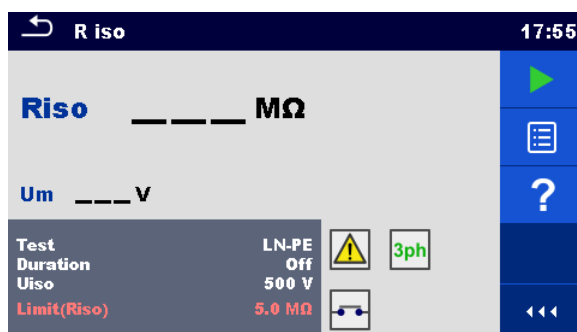 R iso 17:55
Riso ___ MΩ
Um ___ V
Test LN-PE
Duration Off
Uiso 500 V
Limit(Riso) 5.0 MΩ
3ph
?